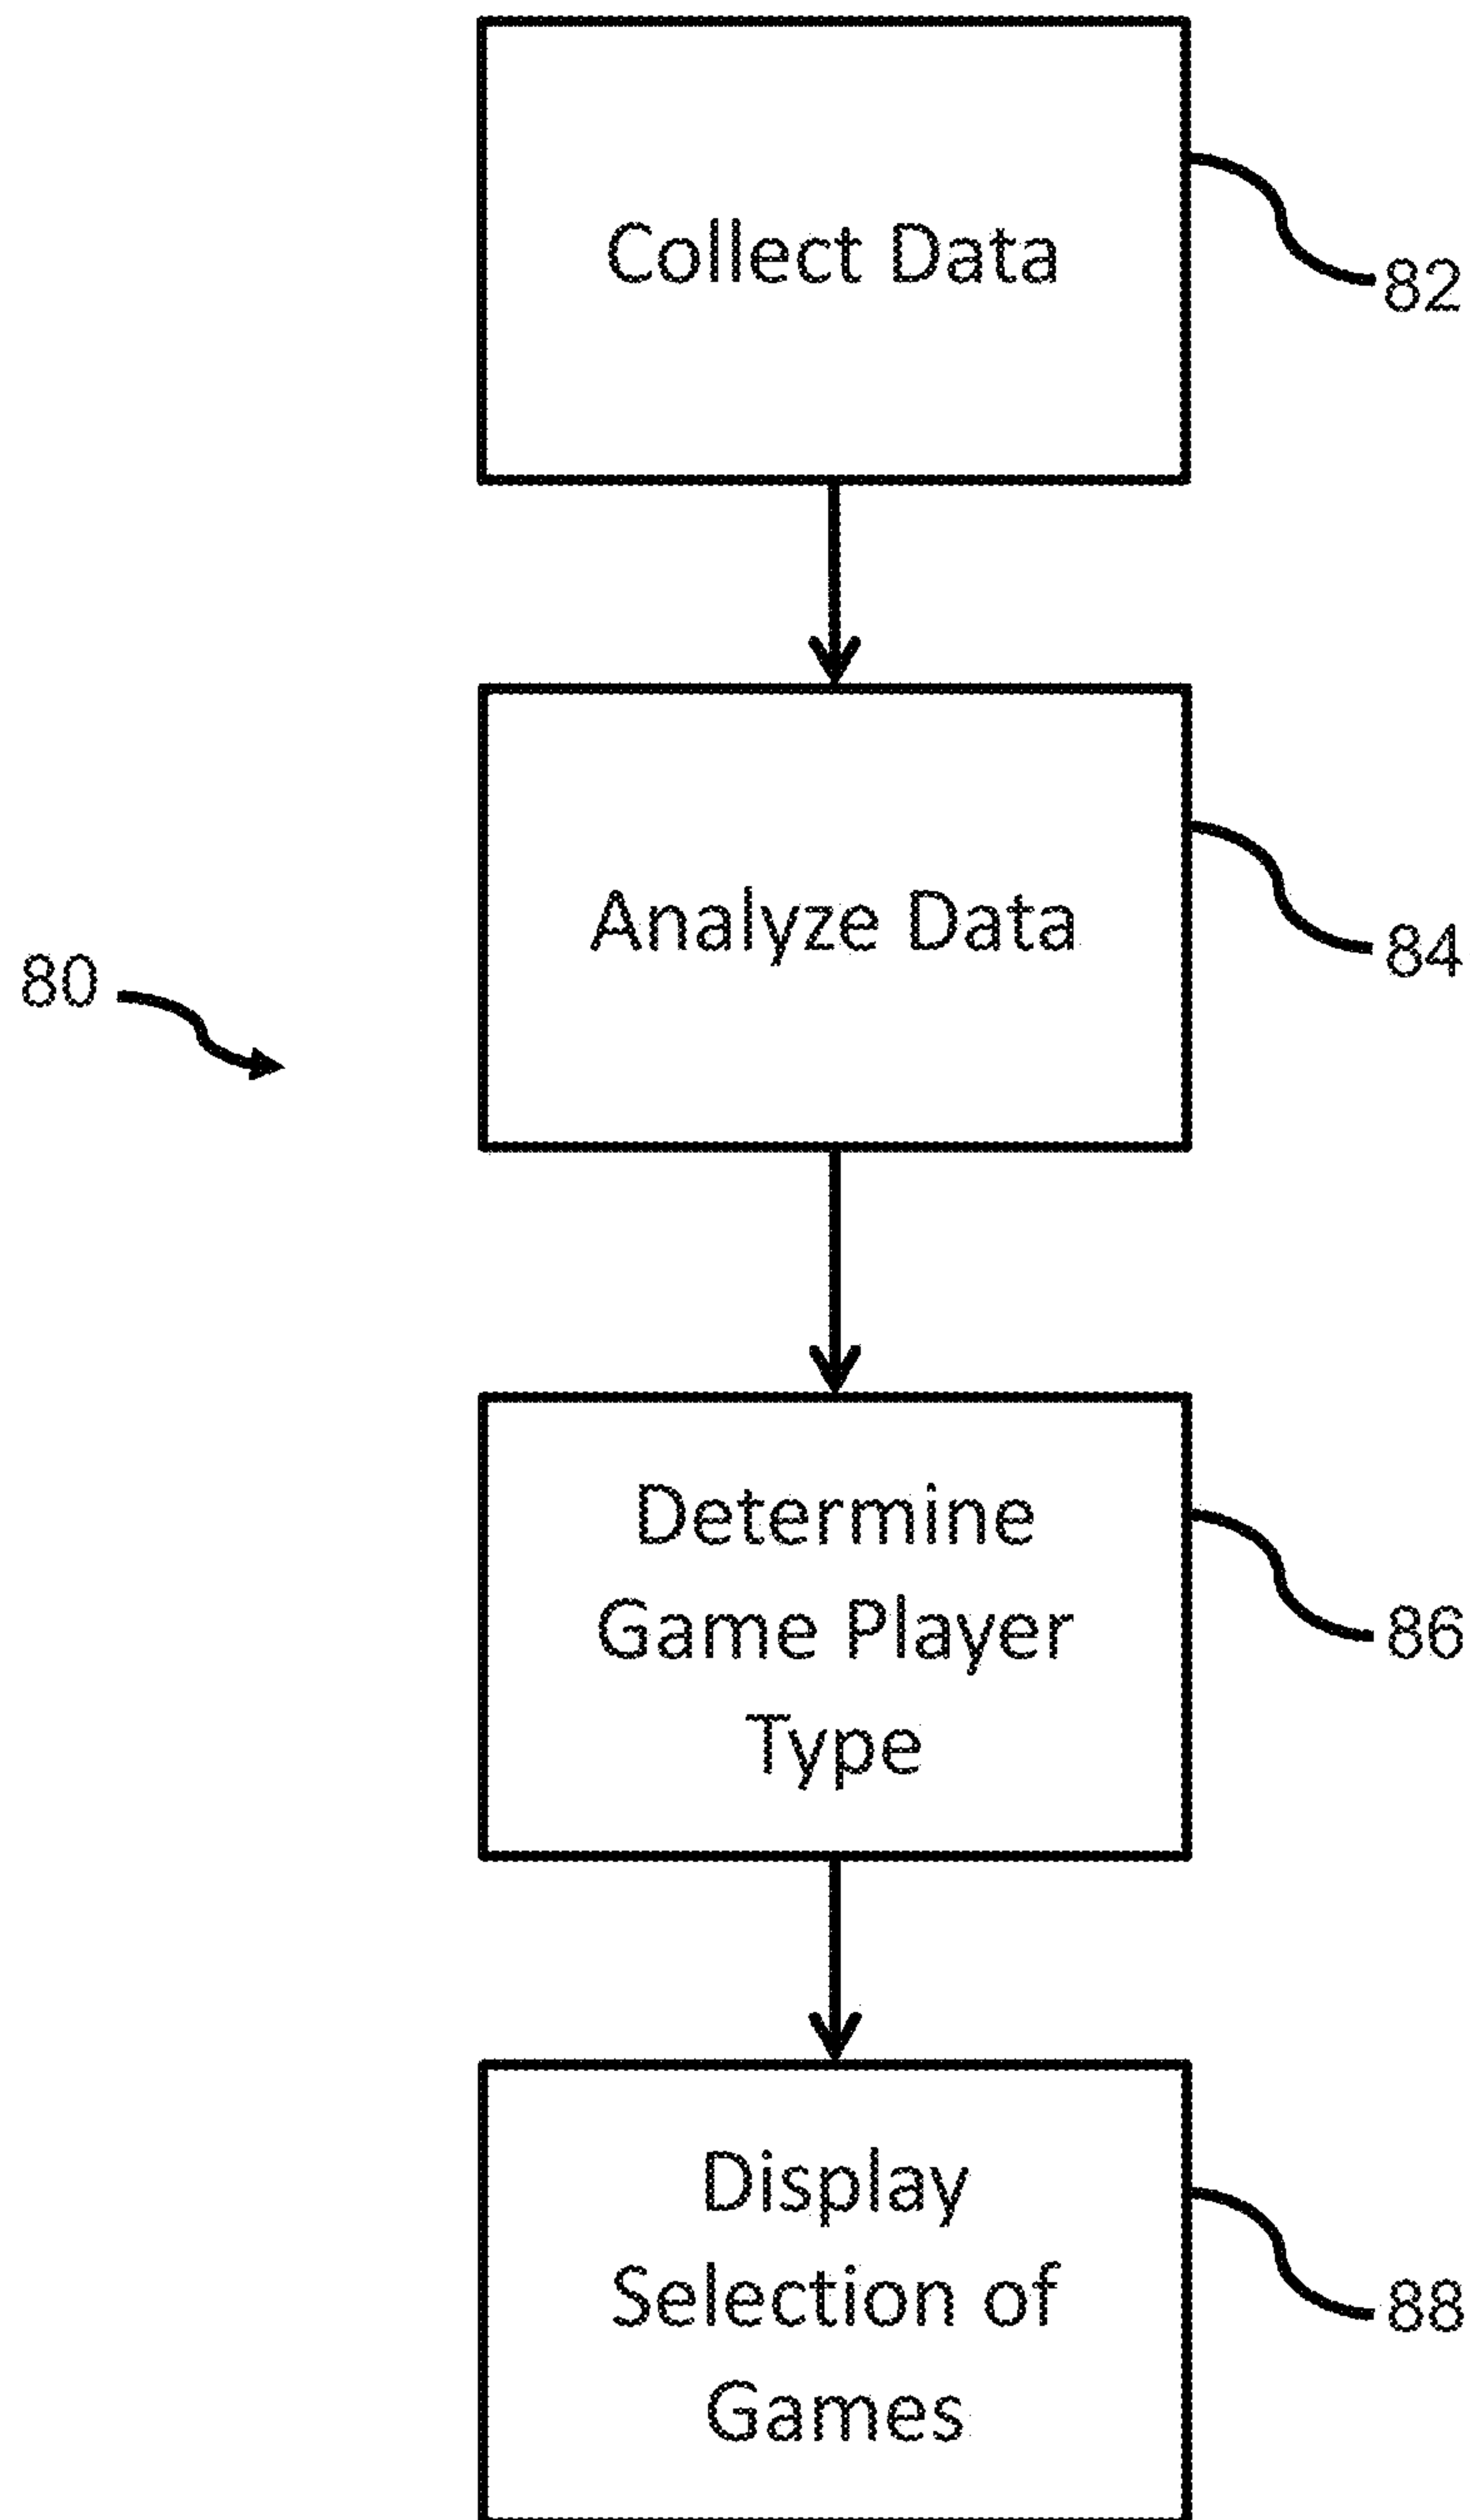 Collect Data
82
Analyze Data
84
80
Determine
Game Player
Type
86
Display
Selection of
Games
88